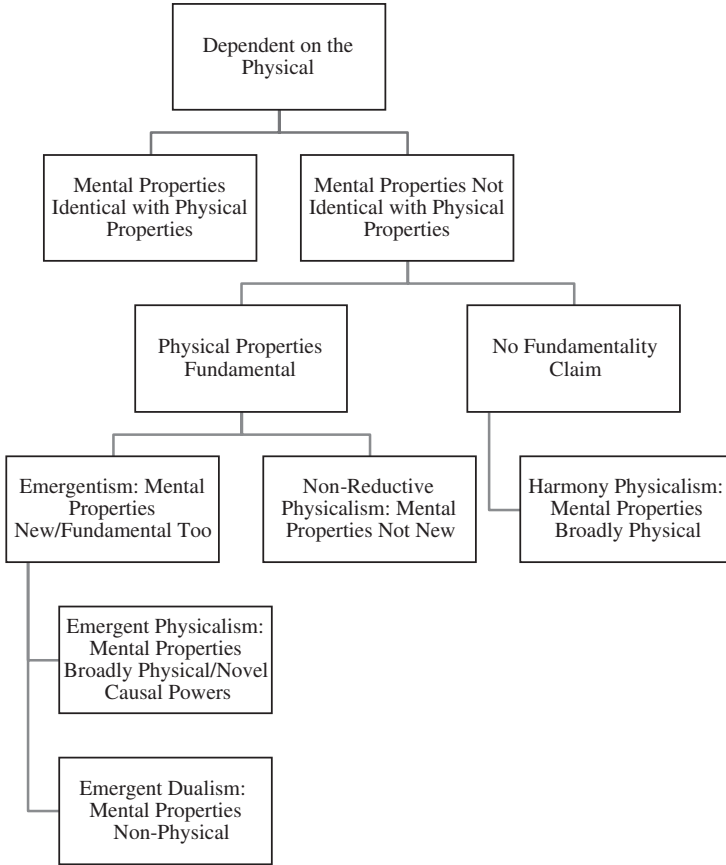 Dependent on the
Physical
Mental Properties
Identical with Physical
Properties
Mental Properties Not
Identical with Physical
Properties
Physical Properties
Fundamental
No Fundamentality
Claim
Emergentism: Mental
Properties
New/Fundamental Too
Non-Reductive
Physicalism: Mental
Properties Not New
Harmony Physicalism:
Mental Properties
Broadly Physical
Emergent Physicalism:
Mental Properties
Broadly Physical/Novel
Causal Powers
Emergent Dualism:
Mental Properties
Non-Physical